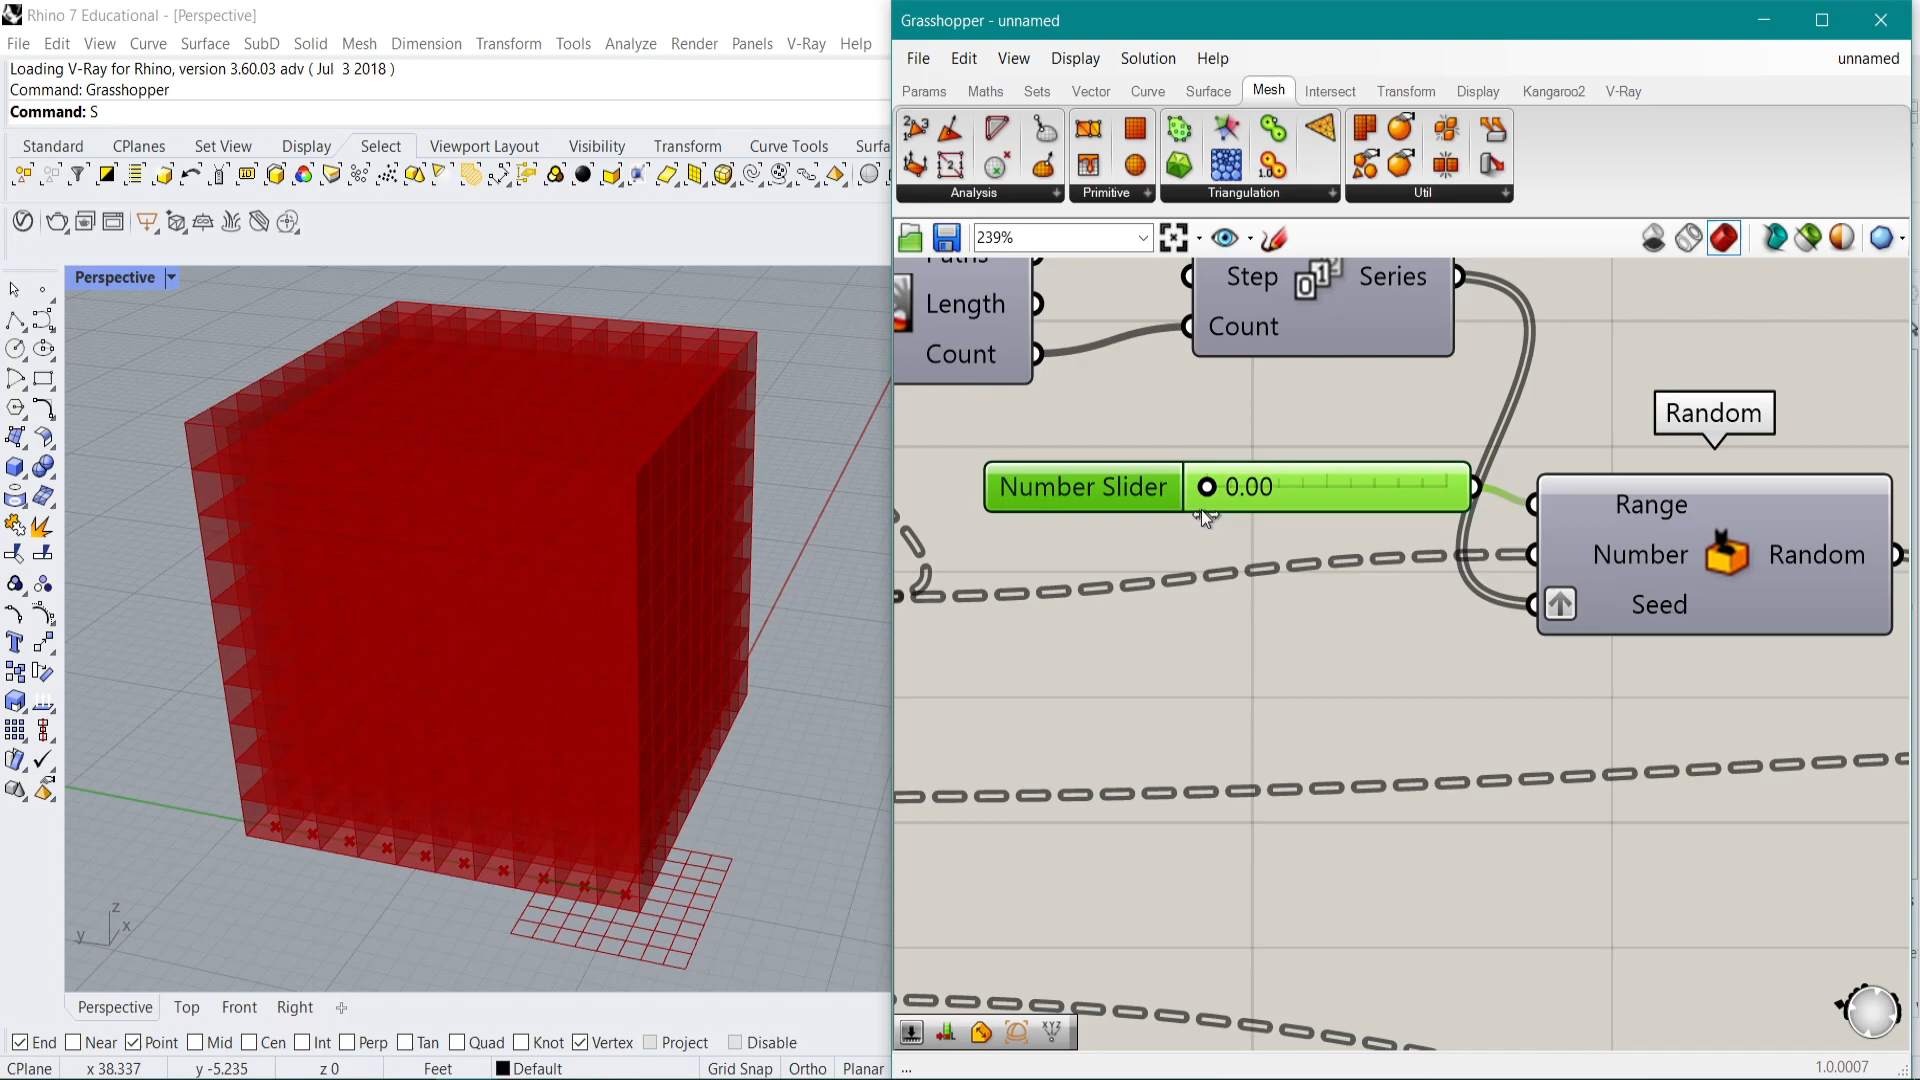 Rhino 7 Educational - [Perspective]
File Edit View Curve Surface SubD Solid Mesh Dimension Transform Tools Analyze Render Panels V-Ray Help
Loading V-Ray for Rhino, version 3.60.03 adv ( Jul  3 2018 )
Command: Grasshopper
Command: S
Standard CPlanes Set View Display Select Viewport Layout Visibility Transform Curve Tools Surfa
Perspective
z
y x
Perspective Top Front Right
End Near Point Mid Cen Int Perp Tan Quad Knot Vertex Project Disable
CPlane x 38.337 y -5.235 z 0 Feet Default Grid Snap Ortho Planar
Grasshopper - unnamed
File Edit View Display Solution Help unnamed
Params Maths Sets Vector Curve Surface Mesh Intersect Transform Display Kangaroo2 V-Ray
Analysis Primitive Triangulation Util
239%
Paths
Length
Count
Step Series
Count
Random
Number Slider 0.00
Range
Number Random
Seed
XYZ
... 1.0.0007